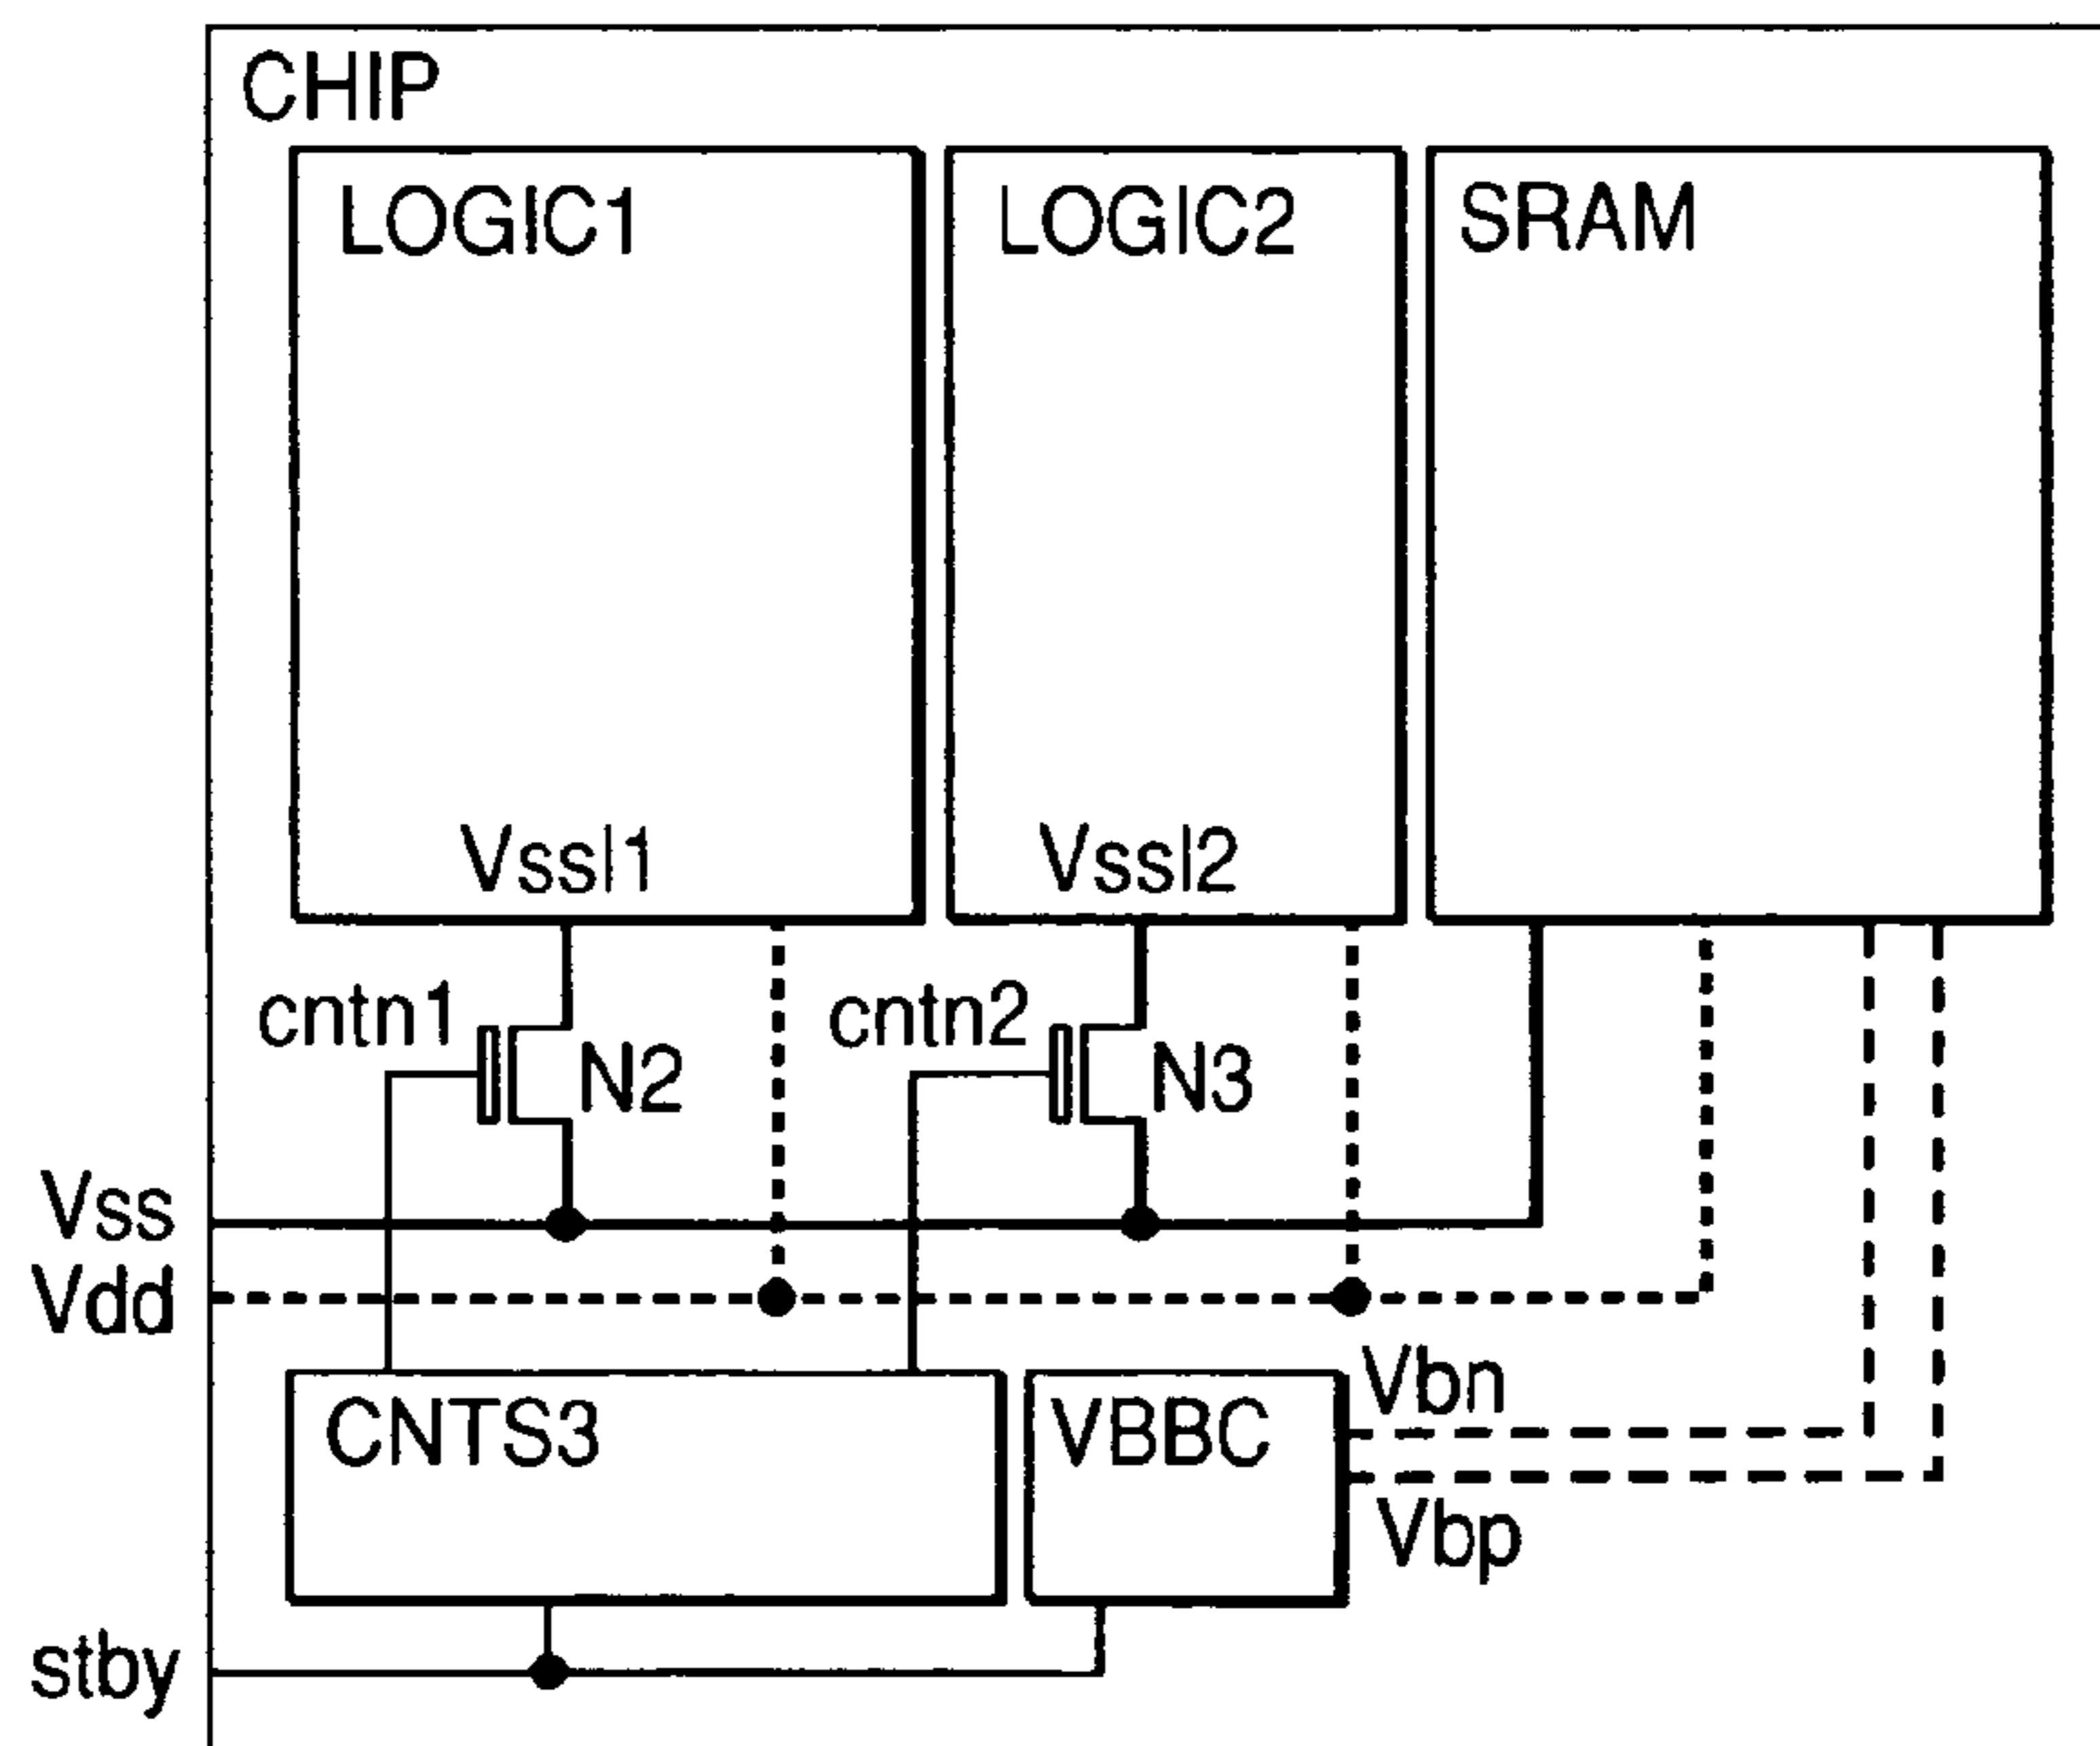 CHIP
LOGIC1
LOGIC2
SRAM
Vssl1
Vssl2
cntn1
N2
cntn2
N3
Vss
Vdd
CNTS3
VBBC
Vbn
Vbp
stby